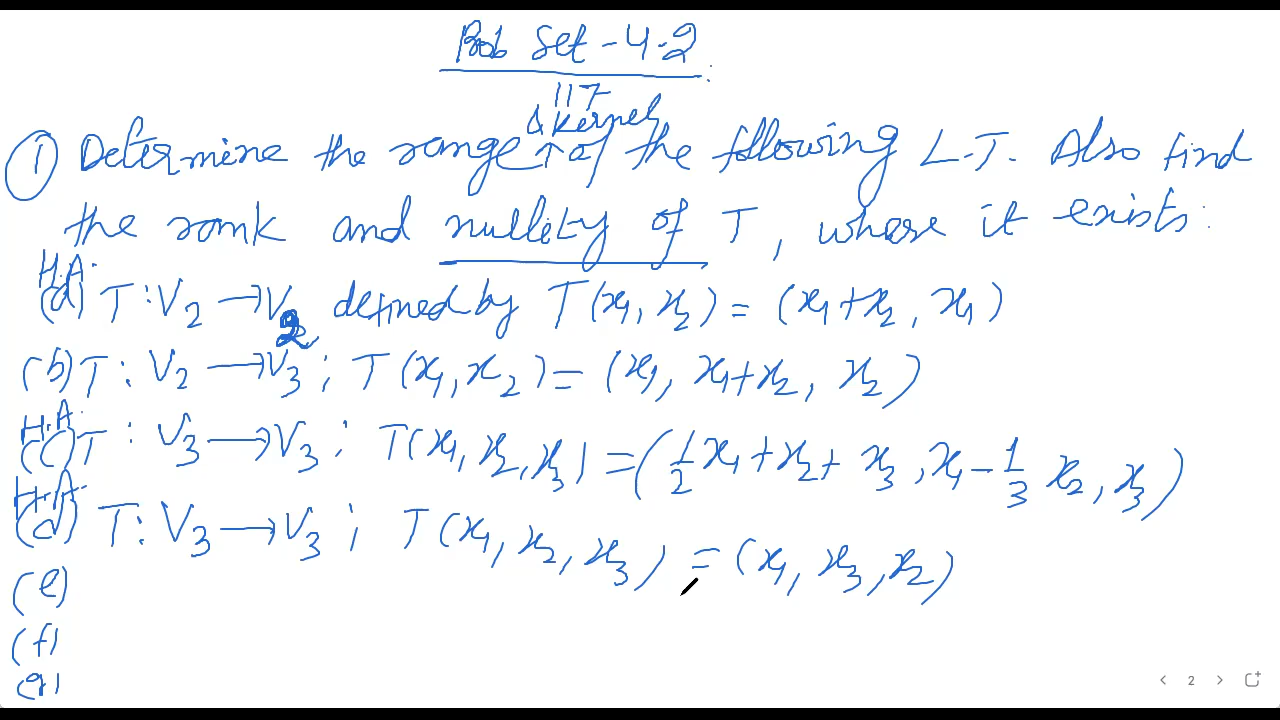 Prob Set - 4.2
117
& kernel
① Determine the range ↑ of the following L.T. Also find
the rank and nullity of T, where it exists.
H.A.
(a) T : V₂ → V₂ defined by T(x₁, x₂) = (x₁ + x₂, x₁)
(b) T : V₂ → V₃ ; T(x₁, x₂) = (x₁, x₁ + x₂, x₂)
H.A.
(c) T : V₃ → V₃ ; T(x₁, x₂, x₃) = (1/2 x₁ + x₂ + x₃, x₁ - 1/3 x₂, x₃)
H.A.
(d) T : V₃ → V₃ ; T(x₁, x₂, x₃) = (x₁, x₃, x₂)
(e)
(f)
(g)
2